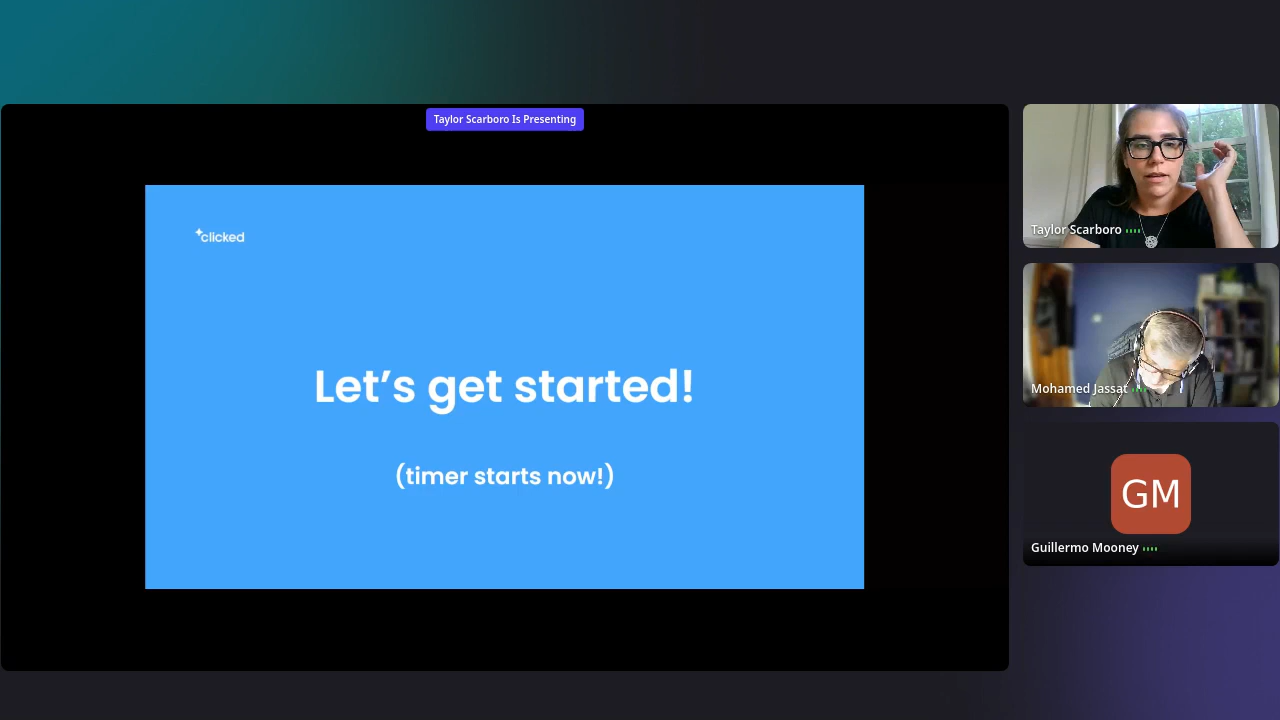 Taylor Scarboro Is Presenting
clicked
Let's get started!
(timer starts now!)
Taylor Scarboro
Mohamed Jassat
GM
Guillermo Mooney